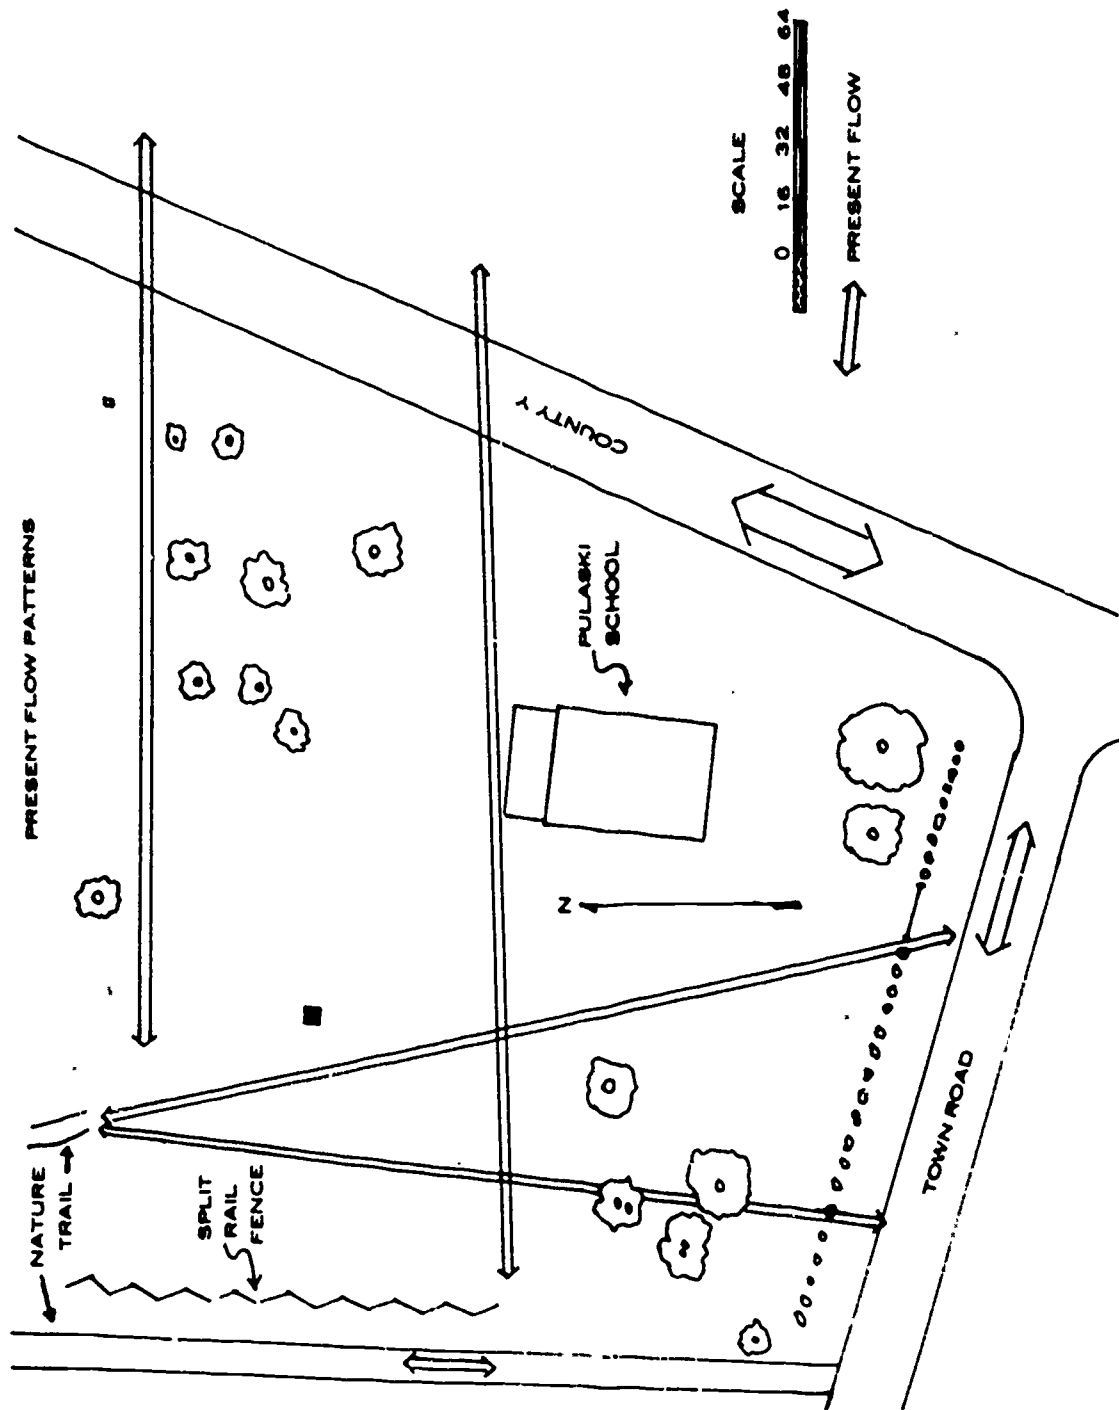 PRESENT FLOW PATTERNS
NATURE
TRAIL
SPLIT
RAIL
FENCE
PULASKI
SCHOOL
COUNTY Y
N
TOWN ROAD
SCALE
0 16 32 48 64
PRESENT FLOW